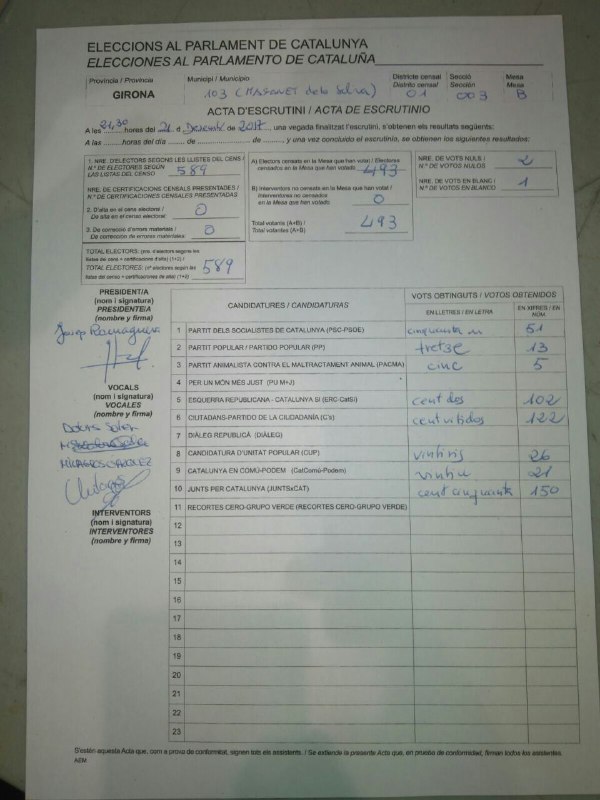 ELECCIONS AL PARLAMENT DE CATALUNYA
ELECCIONES AL PARLAMENTO DE CATALUÑA
Província / Provincia
GIRONA
Municipi / Municipio
103 (MAÇANET de la Selva)
Districte censal
Distrito censal
01
Secció
Sección
003
Mesa
Mesa
B
ACTA D'ESCRUTINI / ACTA DE ESCRUTINIO
A les 21,30 hores del 21 d Desembre de 2017, una vegada finalitzat l'escrutini, s'obtenen els resultats següents:
A las ........ horas del día ........ de ........ de ........, y una vez concluido el escrutinio, se obtienen los siguientes resultados:
1. NRE. D'ELECTORS SEGONS LES LLISTES DEL CENS /
N.º DE ELECTORES SEGÚN
LAS LISTAS DEL CENSO
589
NRE. DE CERTIFICACIONS CENSALS PRESENTADES /
N.º DE CERTIFICACIONES CENSALES PRESENTADAS
2. D'alta en el cens electoral /
De alta en el censo electoral:
0
3. De correcció d'errors materials /
De corrección de errores materiales:
0
TOTAL ELECTORS: (nre. d'electors segons les
llistes del cens + certificacions d'alta) (1+2) /
TOTAL ELECTORES: (nº electores según las
listas del censo + certificaciones de alta) (1+2)
589
A) Electors censats en la Mesa que han votat / Electores
censados en la Mesa que han votado
493
B) Interventors no censats en la Mesa que han votat /
Interventores no censados en la
Mesa que han votado
0
Total votants (A+B) /
Total votantes (A+B)
493
NRE. DE VOTS NULS /
N.º DE VOTOS NULOS
2
NRE. DE VOTS EN BLANC /
N.º DE VOTOS EN BLANCO
1
PRESIDENT/A
(nom i signatura)
PRESIDENTE/A
(nombre y firma)
Josep
VOCALS
(nom i signatura)
VOCALES
(nombre y firma)
MILAGROS
INTERVENTORS
(nom i signatura)
INTERVENTORES
(nombre y firma)
CANDIDATURES / CANDIDATURAS
VOTS OBTINGUTS / VOTOS OBTENIDOS
EN LLETRES / EN LETRA
EN XIFRES / EN NÚM.
1 PARTIT DELS SOCIALISTES DE CATALUNYA (PSC-PSOE) cinquanta un 51
2 PARTIT POPULAR / PARTIDO POPULAR (PP) tretze 13
3 PARTIT ANIMALISTA CONTRA EL MALTRACTAMENT ANIMAL (PACMA) cinc 5
4 PER UN MÓN MÉS JUST (PU M+J)
5 ESQUERRA REPUBLICANA - CATALUNYA SI (ERC-CatSí) cent dos 102
6 CIUTADANS-PARTIDO DE LA CIUDADANÍA (C's) cent vitidos 122
7 DIÀLEG REPUBLICÀ (DIÀLEG)
8 CANDIDATURA D'UNITAT POPULAR (CUP) vintisis 26
9 CATALUNYA EN COMÚ-PODEM (CatComú-Podem) vintiu 21
10 JUNTS PER CATALUNYA (JUNTSxCAT) cent cinquanta 150
11 RECORTES CERO-GRUPO VERDE (RECORTES CERO-GRUPO VERDE)
12
13
14
15
16
17
18
19
20
21
22
23
S'estén aquesta Acta que, com a prova de conformitat, signen tots els assistents. / Se extiende la presente Acta que, en prueba de conformidad, firman todos los asistentes.
AEM